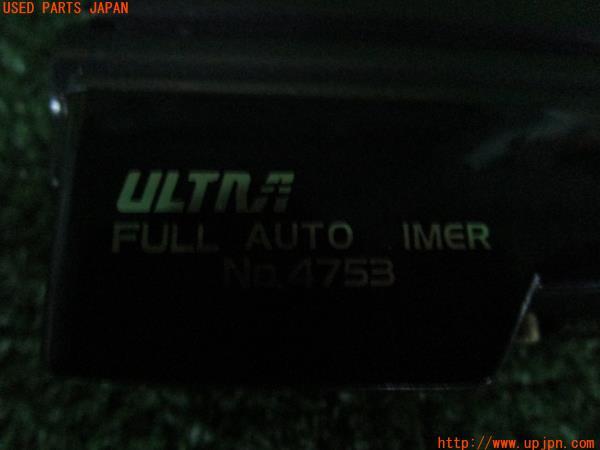 USED PARTS JAPAN
ULTRA
FULL AUTO IMER
No.4753
http://www.upjpn.com